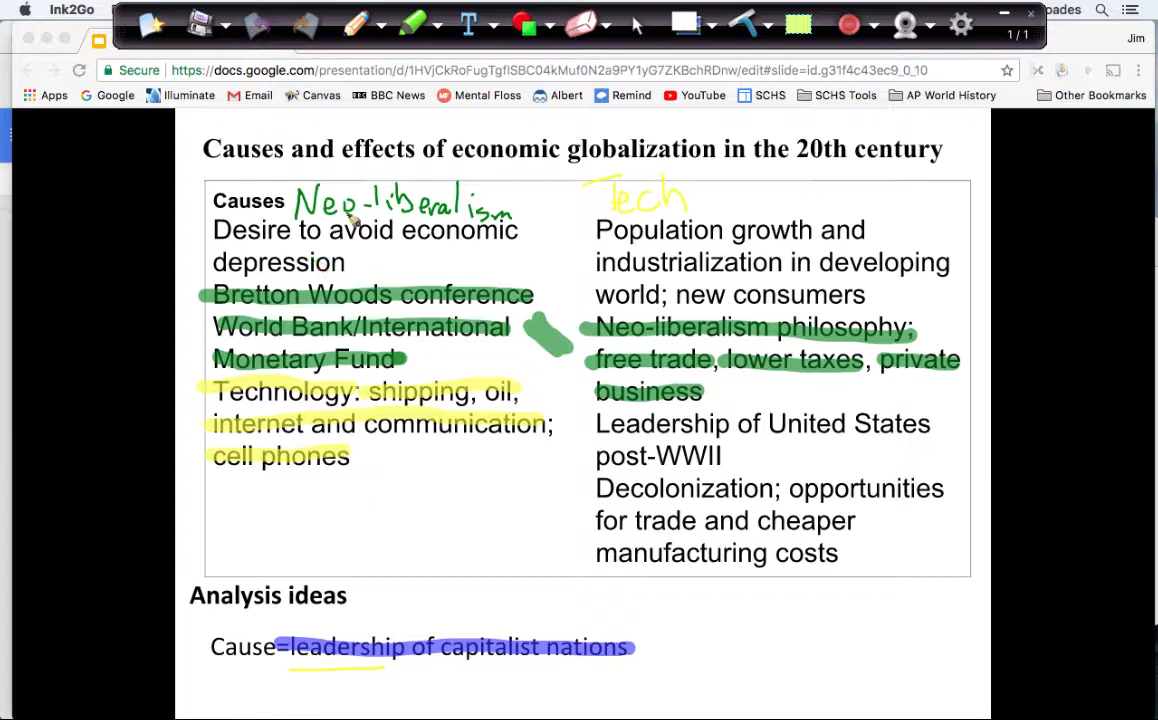 Ink2Go
pades
1/1
Jim
Secure https://docs.google.com/presentation/d/1HVjCkRoFugTgflSBC04kMuf0N2a9PY1yG7ZKBchRDnw/edit#slide=id.g31f4c43ec9_0_10
Apps Google Illuminate Email Canvas BBC News Mental Floss Albert Remind YouTube SCHS SCHS Tools AP World History Other Bookmarks
Causes and effects of economic globalization in the 20th century
Causes Neo-liberalism
Desire to avoid economic
depression
Bretton Woods conference
World Bank/International
Monetary Fund
Technology: shipping, oil,
internet and communication;
cell phones
Tech
Population growth and
industrialization in developing
world; new consumers
Neo-liberalism philosophy;
free trade, lower taxes, private
business
Leadership of United States
post-WWII
Decolonization; opportunities
for trade and cheaper
manufacturing costs
Analysis ideas
Cause=leadership of capitalist nations